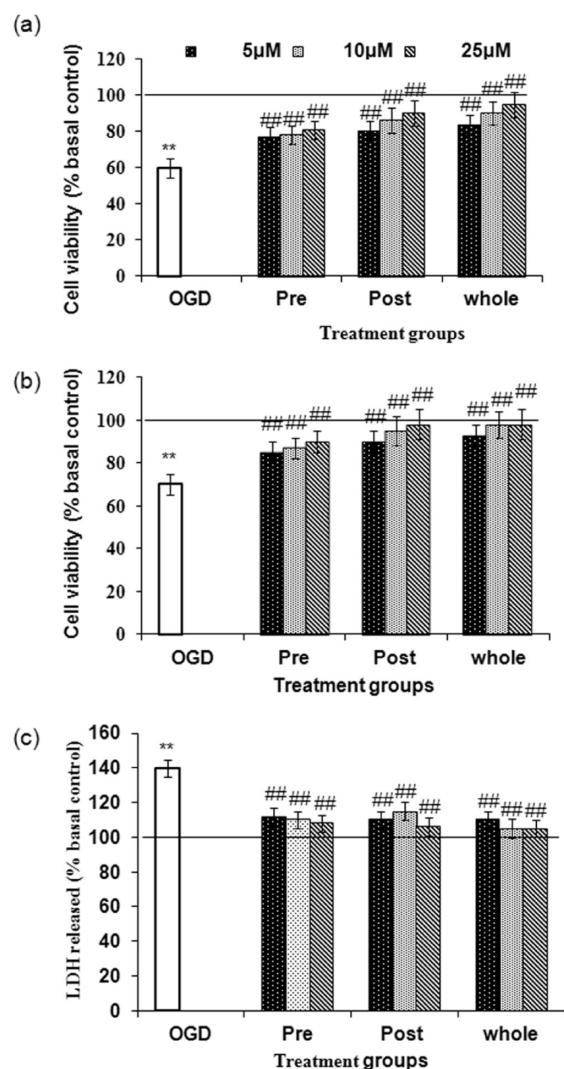 (a)
5μM 10μM 25μM
120
100
80
60
40
20
0
Cell viability (% basal control)
**
## ## ##
## ## ##
## ## ##
OGD Pre Post whole
Treatment groups
(b)
120
100
80
60
40
20
0
Cell viability (% basal control)
**
## ## ##
## ## ##
## ## ##
OGD Pre Post whole
Treatment groups
(c)
160
140
120
100
80
60
40
20
0
LDH released (% basal control)
**
## ## ##
## ## ##
## ## ##
OGD Pre Post whole
Treatment groups